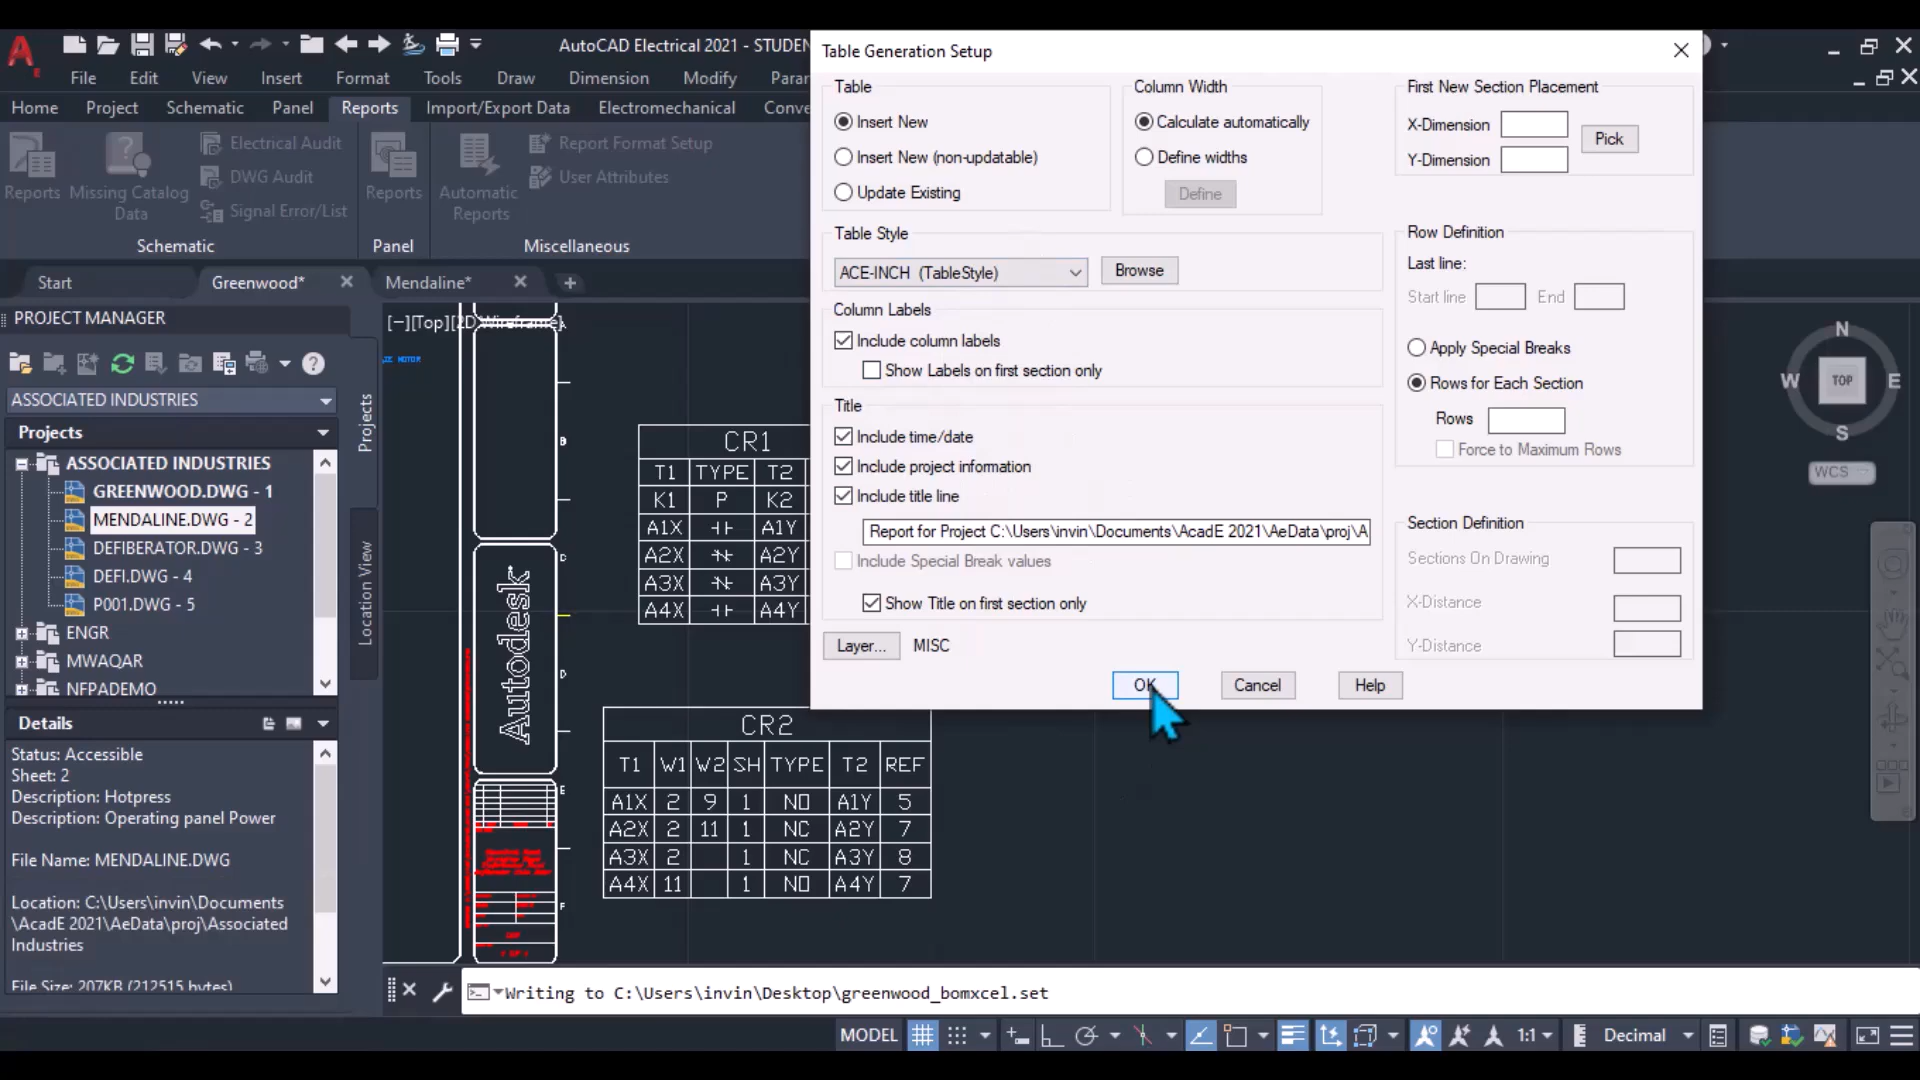 AutoCAD Electrical 2021 - STUDEN
File Edit View Insert Format Tools Draw Dimension Modify Para
Home Project Schematic Panel Reports Import/Export Data Electromechanical Conve
Reports
Missing Catalog
Data
Electrical Audit
DWG Audit
Signal Error/List
Schematic
Reports
Panel
Automatic
Reports
Report Format Setup
User Attributes
Miscellaneous
Start
Greenwood*
Mendaline*
PROJECT MANAGER
ASSOCIATED INDUSTRIES
Projects
ASSOCIATED INDUSTRIES
GREENWOOD.DWG - 1
MENDALINE.DWG - 2
DEFIBERATOR.DWG - 3
DEFI.DWG - 4
P001.DWG - 5
ENGR
MWAQAR
NFPADEMO
Details
Status: Accessible
Sheet: 2
Description: Hotpress
Description: Operating panel Power
File Name: MENDALINE.DWG
Location: C:\Users\invin\Documents
\AcadE 2021\AeData\proj\Associated
Industries
File Size: 207KB (212515 bytes)
Projects
Location View
[−][Top][2D Wireframe]
Autodesk
CR1
T1 TYPE T2
K1 P K2
A1X A1Y
A2X A2Y
A3X A3Y
A4X A4Y
CR2
T1 W1 W2 SH TYPE T2 REF
A1X 2 9 1 NO A1Y 5
A2X 2 11 1 NC A2Y 7
A3X 2 1 NC A3Y 8
A4X 11 1 NO A4Y 7
Table Generation Setup
Table
Insert New
Insert New (non-updatable)
Update Existing
Column Width
Calculate automatically
Define widths
Define
First New Section Placement
X-Dimension
Y-Dimension
Pick
Table Style
ACE-INCH (TableStyle)
Browse
Column Labels
Include column labels
Show Labels on first section only
Title
Include time/date
Include project information
Include title line
Report for Project C:\Users\invin\Documents\AcadE 2021\AeData\proj\A
Include Special Break values
Show Title on first section only
Layer...
MISC
Row Definition
Last line:
Start line End
Apply Special Breaks
Rows for Each Section
Rows
Force to Maximum Rows
Section Definition
Sections On Drawing
X-Distance
Y-Distance
OK
Cancel
Help
N
W
TOP
E
S
WCS
Writing to C:\Users\invin\Desktop\greenwood_bomxcel.set
MODEL
1:1
Decimal